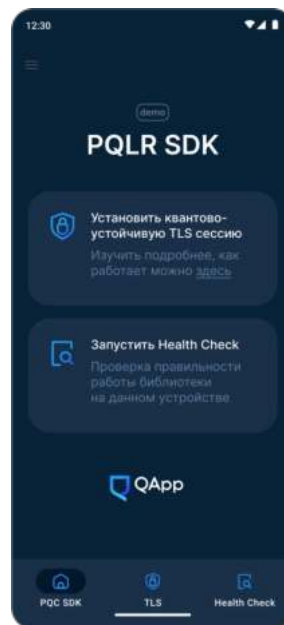 12:30
demo
PQLR SDK
Установить квантово-
устойчивую TLS сессию
Изучить подробнее, как
работает можно здесь
Запустить Health Check
Проверка правильности
работы библиотеки
на данном устройстве
QApp
PQC SDK TLS Health Check